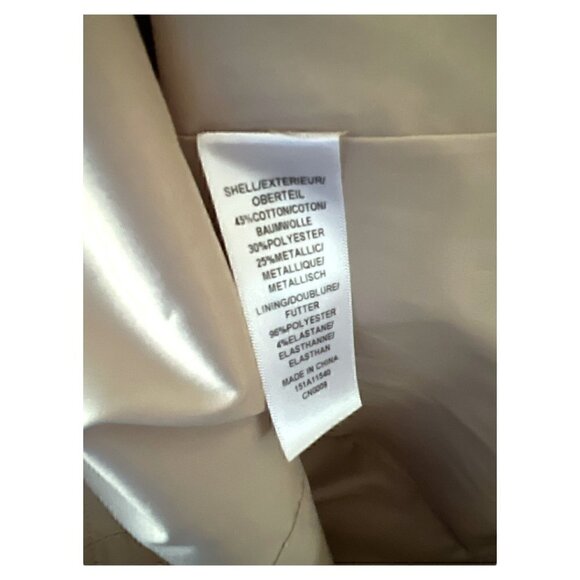 SHELL/EXTERIEUR/
OBERTEIL
45%COTTON/COTON/
BAUMWOLLE
30%POLYESTER
25%METALLIC/
METALLIQUE/
METALLISCH
LINING/DOUBLURE/
FUTTER
96%POLYESTER
4%ELASTANE/
ELASTHANNE/
ELASTHAN
MADE IN CHINA
151A11540
CN0009